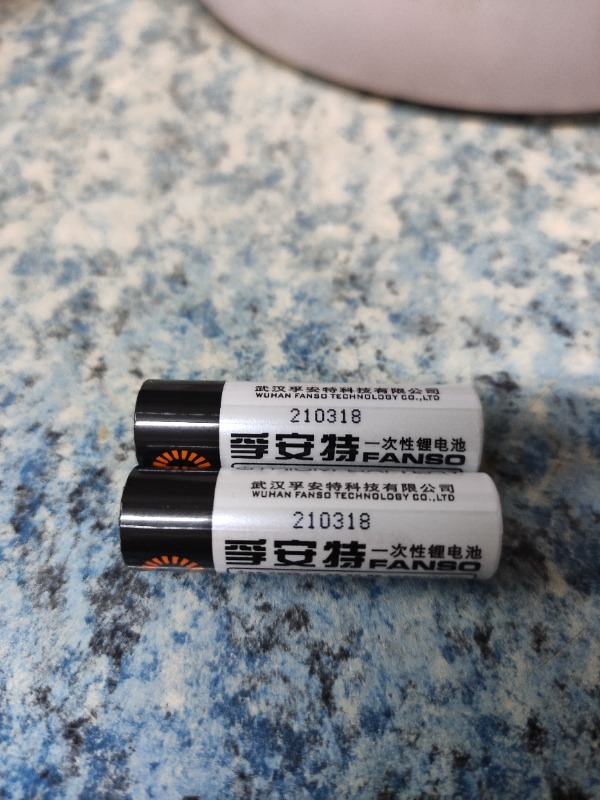 武汉孚安特科技有限公司
WUHAN FANSO TECHNOLOGY CO.,LTD
210318
孚安特 一次性锂电池
FANSO
武汉孚安特科技有限公司
WUHAN FANSO TECHNOLOGY CO.,LTD
210318
孚安特 一次性锂电池
FANSO